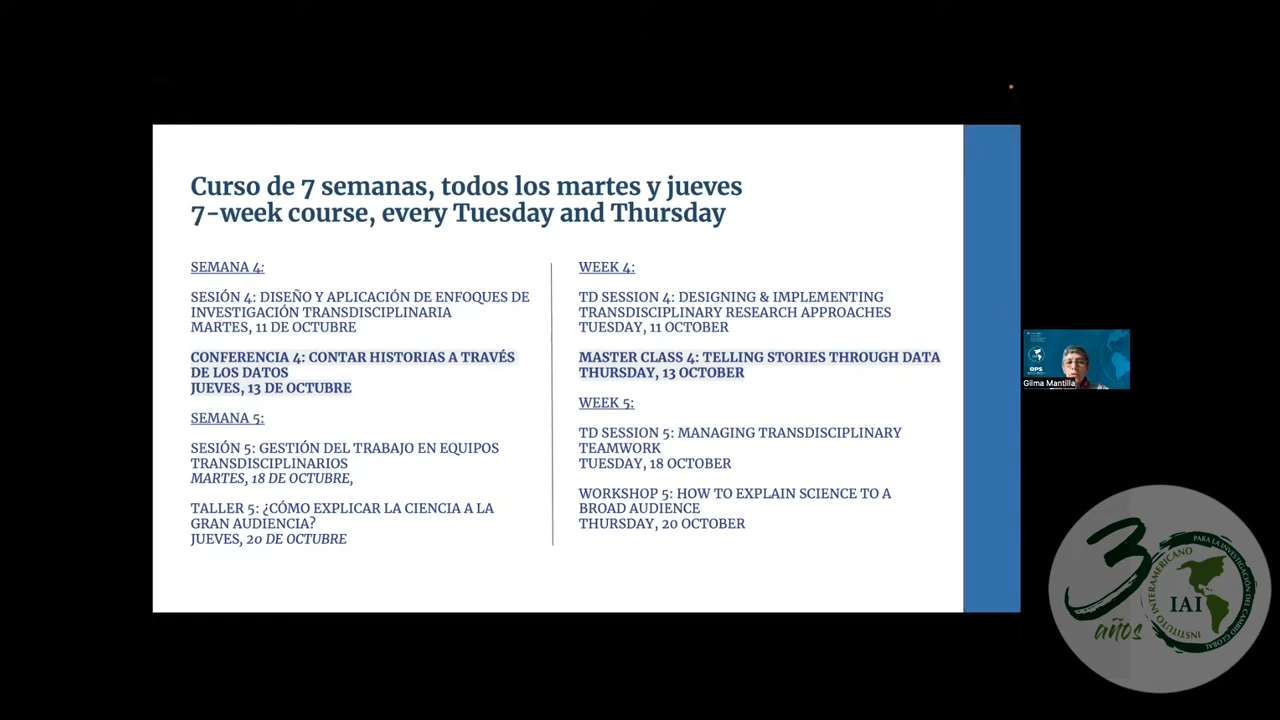 Curso de 7 semanas, todos los martes y jueves
7-week course, every Tuesday and Thursday
SEMANA 4:
SESIÓN 4: DISEÑO Y APLICACIÓN DE ENFOQUES DE
INVESTIGACIÓN TRANSDISCIPLINARIA
MARTES, 11 DE OCTUBRE
CONFERENCIA 4: CONTAR HISTORIAS A TRAVÉS
DE LOS DATOS
JUEVES, 13 DE OCTUBRE
SEMANA 5:
SESIÓN 5: GESTIÓN DEL TRABAJO EN EQUIPOS
TRANSDISCIPLINARIOS
MARTES, 18 DE OCTUBRE,
TALLER 5: ¿CÓMO EXPLICAR LA CIENCIA A LA
GRAN AUDIENCIA?
JUEVES, 20 DE OCTUBRE
WEEK 4:
TD SESSION 4: DESIGNING & IMPLEMENTING
TRANSDISCIPLINARY RESEARCH APPROACHES
TUESDAY, 11 OCTOBER
MASTER CLASS 4: TELLING STORIES THROUGH DATA
THURSDAY, 13 OCTOBER
WEEK 5:
TD SESSION 5: MANAGING TRANSDISCIPLINARY
TEAMWORK
TUESDAY, 18 OCTOBER
WORKSHOP 5: HOW TO EXPLAIN SCIENCE TO A
BROAD AUDIENCE
THURSDAY, 20 OCTOBER
OPS
Gilma Mantilla
30
años
INSTITUTO INTERAMERICANO
PARA LA INVESTIGACIÓN DEL CAMBIO GLOBAL
IAI